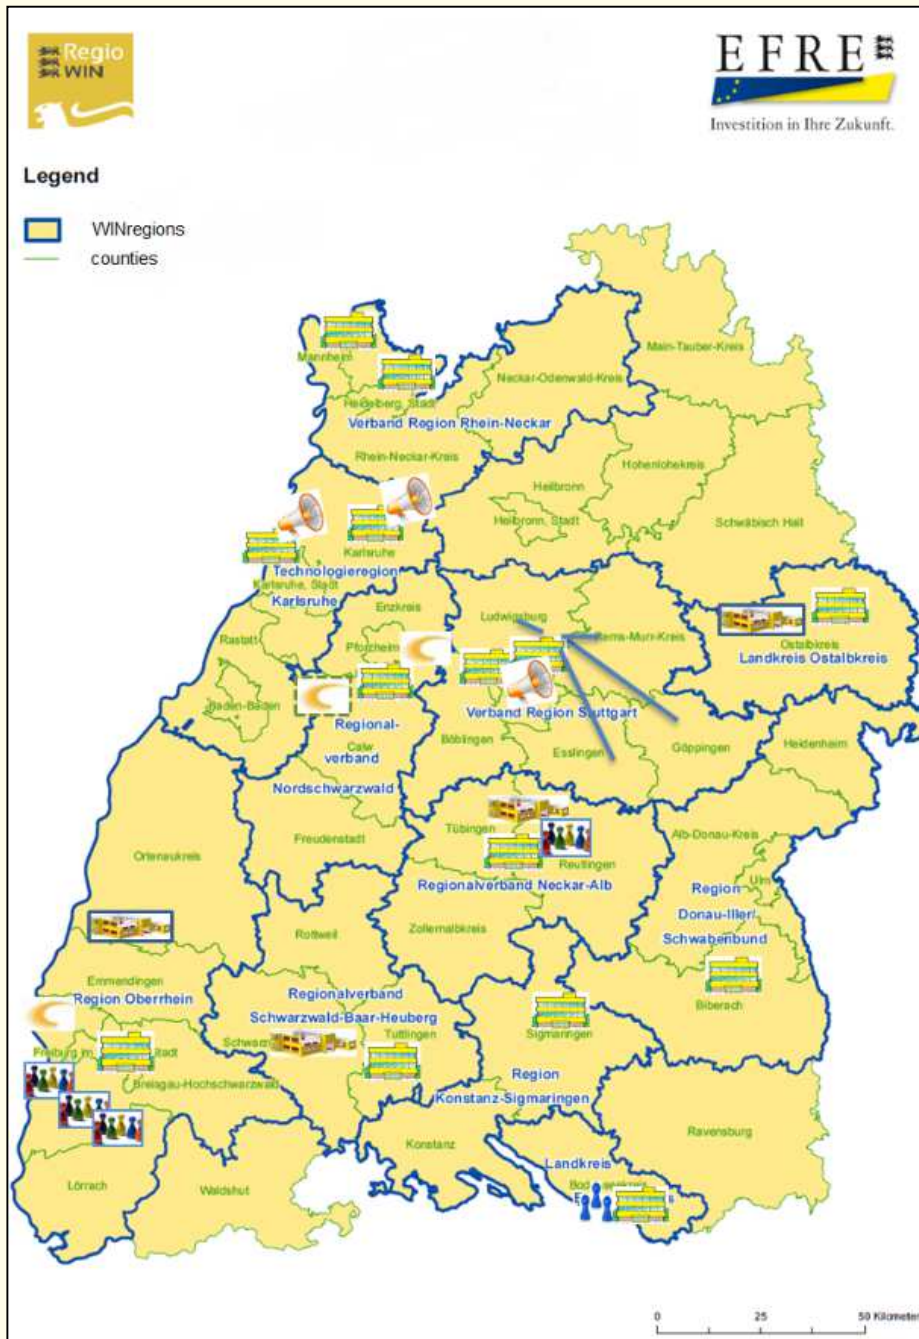 Regio
WIN
EFRE
Investition in Ihre Zukunft.
Legend
WINregions
counties
Main-Tauber-Kreis
Mannheim
Neckar-Odenwald-Kreis
Heidelberg, Stadt
Verband Region Rhein-Neckar
Rhein-Neckar-Kreis
Hohenlohekreis
Heilbronn
Heilbronn, Stadt
Schwäbisch Hall
Karlsruhe
Technologieregion
Karlsruhe, Stadt
Karlsruhe
Enzkreis
Ludwigsburg
Rems-Murr-Kreis
Rastatt
Pforzheim
Ostalbkreis
Landkreis Ostalbkreis
Baden-Baden
Regional-
Verband Region Stuttgart
Calw
verband
Böblingen
Esslingen
Göppingen
Heidenheim
Nordschwarzwald
Tübingen
Freudenstadt
Alb-Donau-Kreis
Ortenaukreis
Reutlingen
Regionalverband Neckar-Alb
Ulm
Region
Donau-Iller/
Schwabenbund
Rottweil
Zollernalbkreis
Emmendingen
Biberach
Region Oberrhein
Regionalverband
Schwarzwald-Baar-Heuberg
Tuttlingen
Sigmaringen
Freiburg im
Stadt
Breisgau-Hochschwarzwald
Region
Konstanz-Sigmaringen
Konstanz
Ravensburg
Lörrach
Waldshut
Landkreis
0 25 50 Kilometer